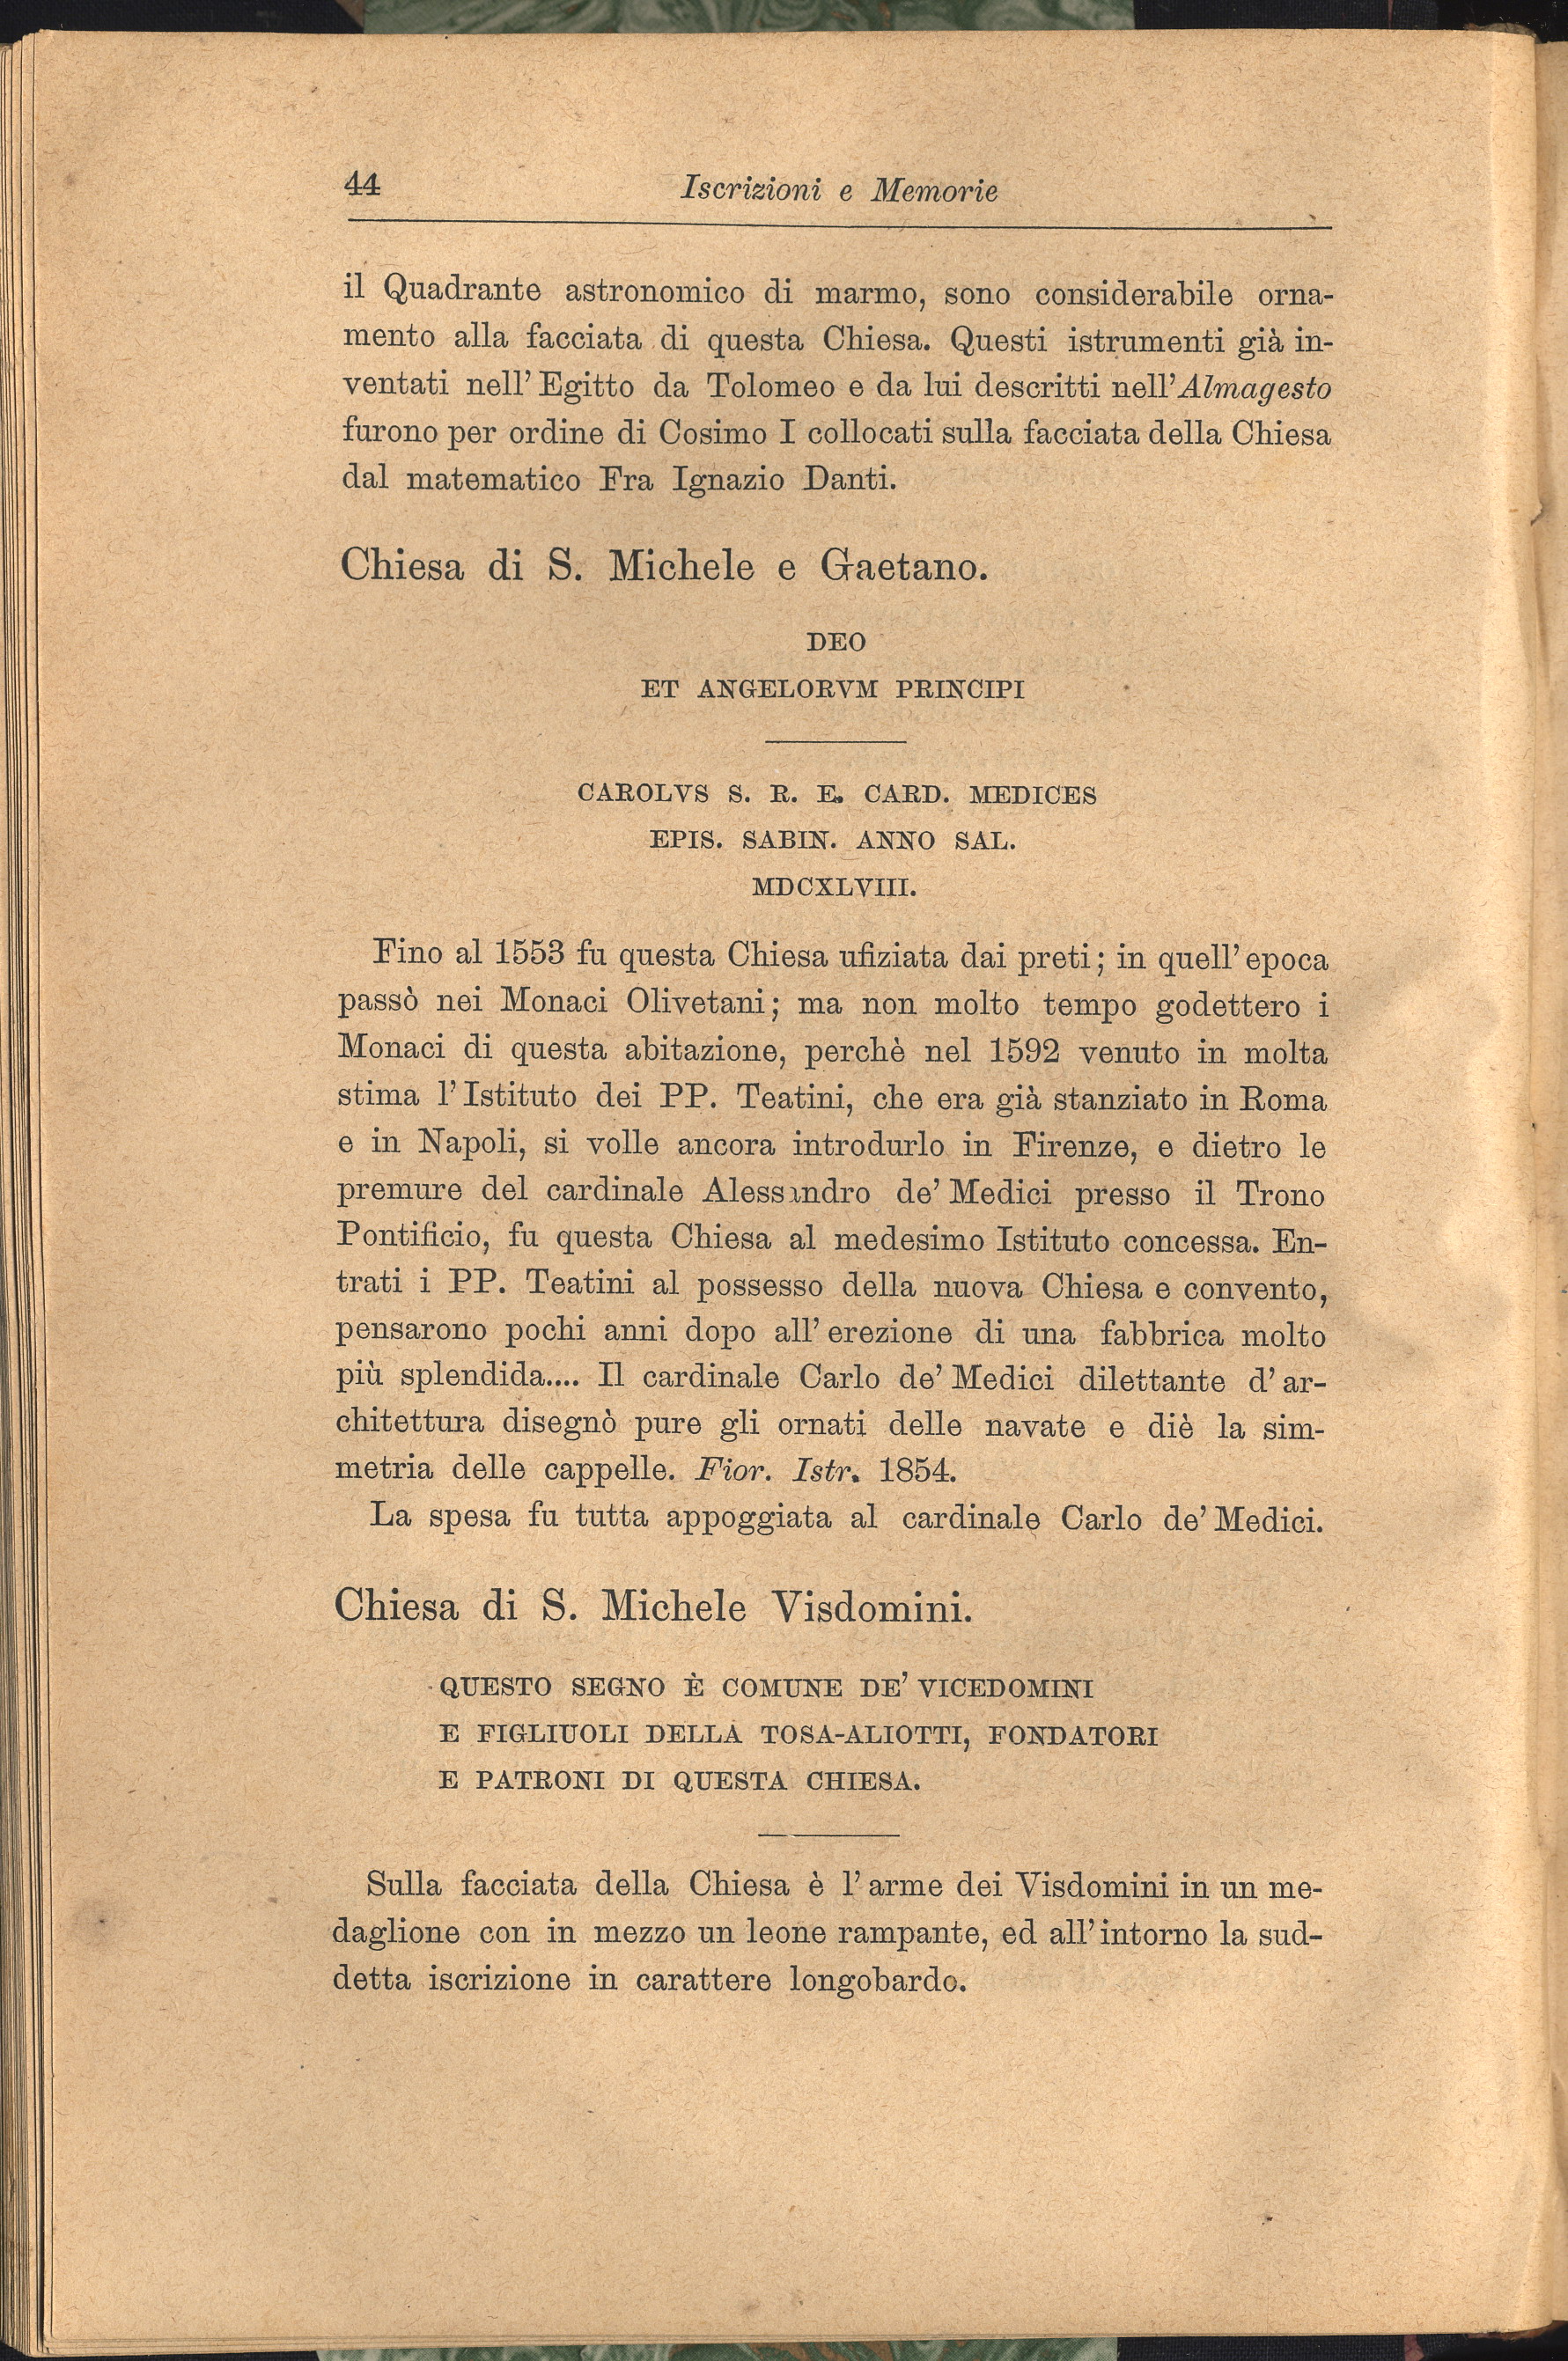 44 Iscrizioni e Memorie
il Quadrante astronomico di marmo, sono considerabile orna-
mento alla facciata di questa Chiesa. Questi istrumenti già in-
ventati nell' Egitto da Tolomeo e da lui descritti nell'Almagesto
furono per ordine di Cosimo I collocati sulla facciata della Chiesa
dal matematico Fra Ignazio Danti.
Chiesa di S. Michele e Gaetano.
DEO
ET ANGELORVM PRINCIPI
CAROLVS S. R. E. CARD. MEDICES
EPIS. SABIN. ANNO SAL.
MDCXLVIII.
Fino al 1553 fu questa Chiesa ufiziata dai preti; in quell' epoca
passò nei Monaci Olivetani; ma non molto tempo godettero i
Monaci di questa abitazione, perchè nel 1592 venuto in molta
stima l' Istituto dei PP. Teatini, che era già stanziato in Roma
e in Napoli, si volle ancora introdurlo in Firenze, e dietro le
premure del cardinale Alessandro de' Medici presso il Trono
Pontificio, fu questa Chiesa al medesimo Istituto concessa. En-
trati i PP. Teatini al possesso della nuova Chiesa e convento,
pensarono pochi anni dopo all' erezione di una fabbrica molto
più splendida.... Il cardinale Carlo de' Medici dilettante d' ar-
chitettura disegnò pure gli ornati delle navate e diè la sim-
metria delle cappelle. Fior. Istr. 1854.
La spesa fu tutta appoggiata al cardinale Carlo de' Medici.
Chiesa di S. Michele Visdomini.
QUESTO SEGNO È COMUNE DE' VICEDOMINI
E FIGLIUOLI DELLA TOSA-ALIOTTI, FONDATORI
E PATRONI DI QUESTA CHIESA.
Sulla facciata della Chiesa è l' arme dei Visdomini in un me-
daglione con in mezzo un leone rampante, ed all' intorno la sud-
detta iscrizione in carattere longobardo.